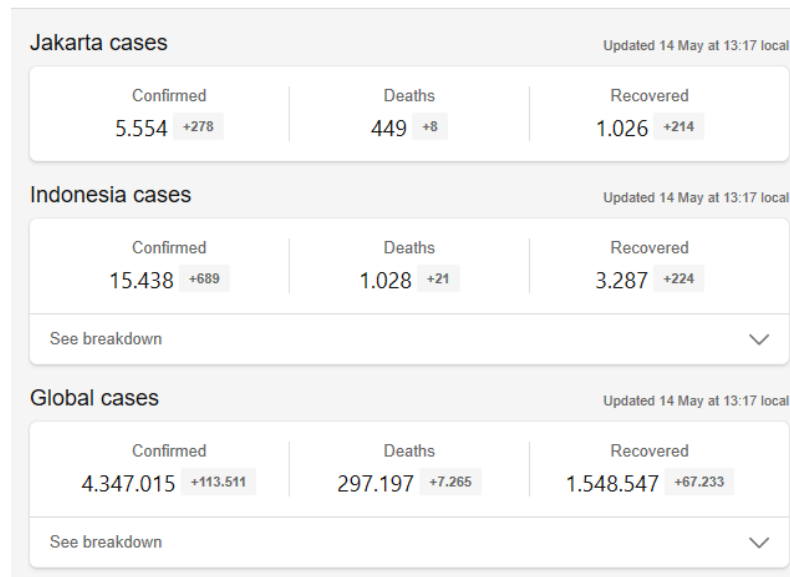 Jakarta cases Updated 14 May at 13:17 local
Confirmed Deaths Recovered
5.554 +278 449 +8 1.026 +214
Indonesia cases Updated 14 May at 13:17 local
Confirmed Deaths Recovered
15.438 +689 1.028 +21 3.287 +224
See breakdown
Global cases Updated 14 May at 13:17 local
Confirmed Deaths Recovered
4.347.015 +113.511 297.197 +7.265 1.548.547 +67.233
See breakdown